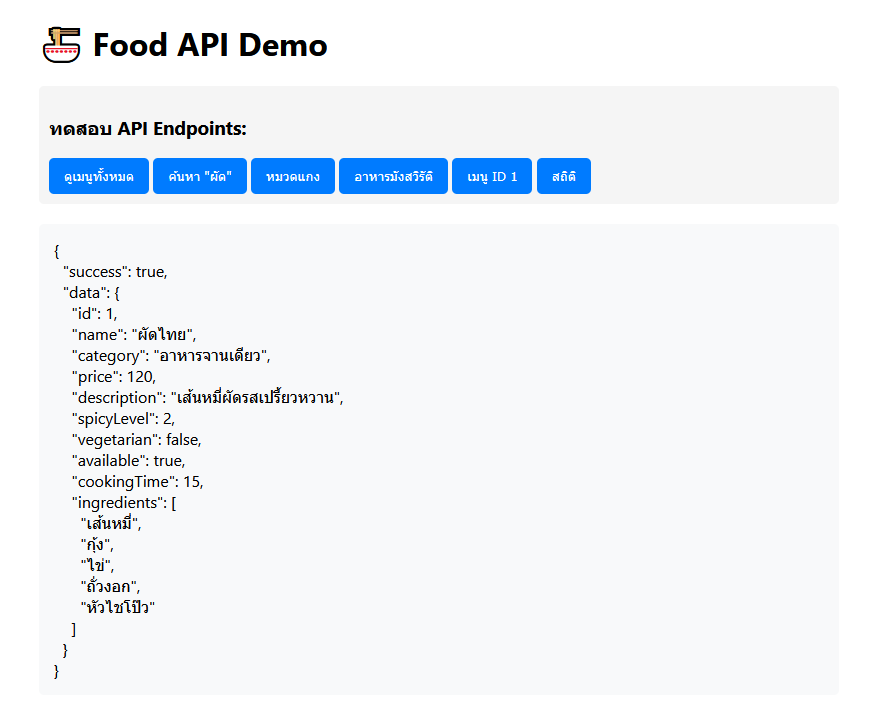 Food API Demo
ทดสอบ API Endpoints:
ดูเมนูทั้งหมด ค้นหา "ผัด" หมวดแกง อาหารมังสวิรัติ เมนู ID 1 สถิติ
{
  "success": true,
  "data": {
    "id": 1,
    "name": "ผัดไทย",
    "category": "อาหารจานเดียว",
    "price": 120,
    "description": "เส้นหมี่ผัดรสเปรี้ยวหวาน",
    "spicyLevel": 2,
    "vegetarian": false,
    "available": true,
    "cookingTime": 15,
    "ingredients": [
      "เส้นหมี่",
      "กุ้ง",
      "ไข่",
      "ถั่วงอก",
      "หัวไชโป๊ว"
    ]
  }
}